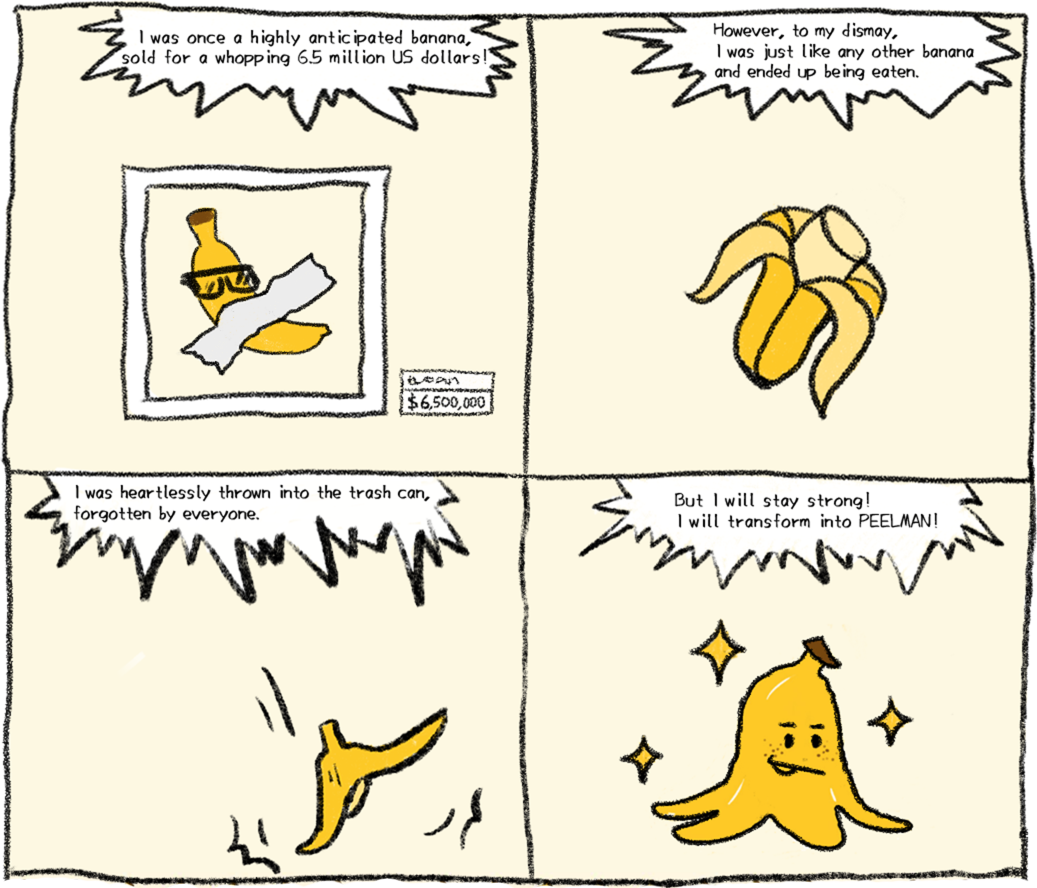 I was once a highly anticipated banana,
sold for a whopping 6.5 million US dollars!
$6,500,000
However, to my dismay,
I was just like any other banana
and ended up being eaten.
I was heartlessly thrown into the trash can,
forgotten by everyone.
But I will stay strong!
I will transform into PEELMAN!